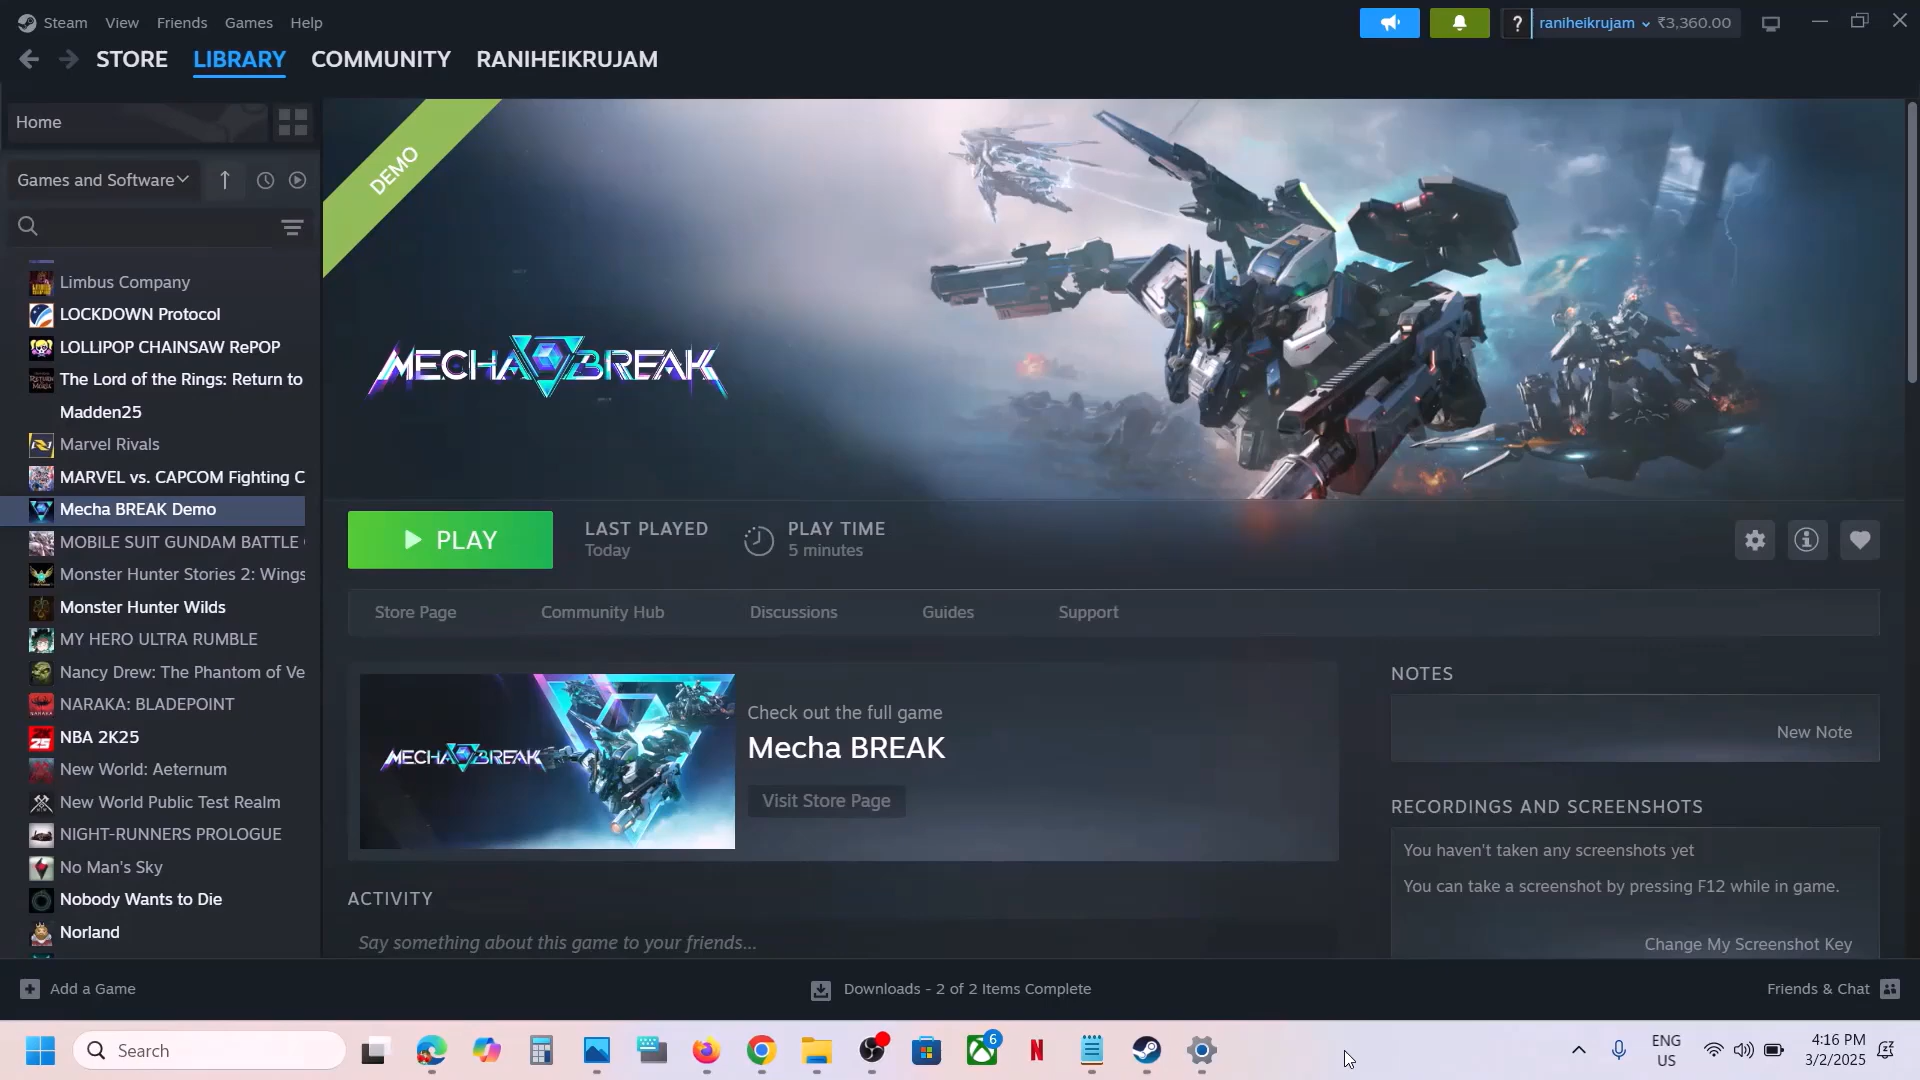 Steam View Friends Games Help
? raniheikrujam ₹3,360.00
STORE LIBRARY COMMUNITY RANIHEIKRUJAM
Home
Games and Software
Limbus Company
LOCKDOWN Protocol
LOLLIPOP CHAINSAW RePOP
The Lord of the Rings: Return to
Madden25
Marvel Rivals
MARVEL vs. CAPCOM Fighting C
Mecha BREAK Demo
MOBILE SUIT GUNDAM BATTLE
Monster Hunter Stories 2: Wings
Monster Hunter Wilds
MY HERO ULTRA RUMBLE
Nancy Drew: The Phantom of Ve
NARAKA: BLADEPOINT
NBA 2K25
New World: Aeternum
New World Public Test Realm
NIGHT-RUNNERS PROLOGUE
No Man's Sky
Nobody Wants to Die
Norland
DEMO
MECHA BREAK
PLAY
LAST PLAYED
Today
PLAY TIME
5 minutes
Store Page Community Hub Discussions Guides Support
MECHA BREAK
Check out the full game
Mecha BREAK
Visit Store Page
ACTIVITY
Say something about this game to your friends...
NOTES
New Note
RECORDINGS AND SCREENSHOTS
You haven't taken any screenshots yet
You can take a screenshot by pressing F12 while in game.
Change My Screenshot Key
Add a Game
Downloads - 2 of 2 Items Complete
Friends & Chat
Search
6
N
ENG
US
4:16 PM
3/2/2025